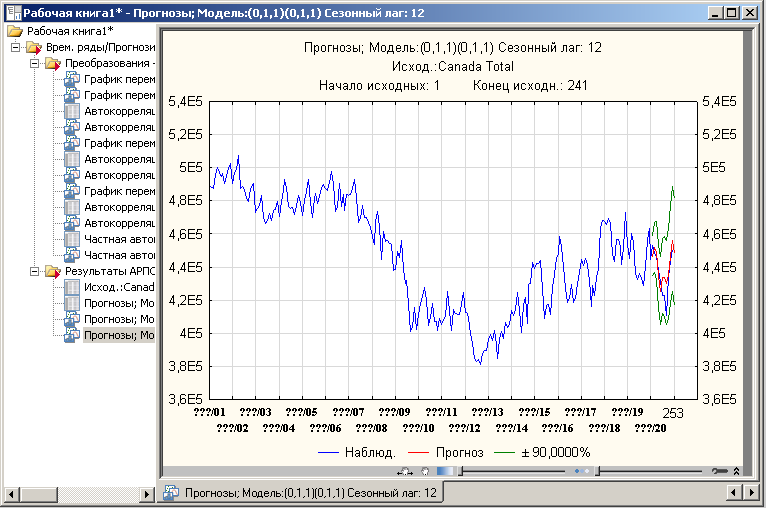 Рабочая книга1* - Прогнозы; Модель:(0,1,1)(0,1,1) Сезонный лаг: 12
Рабочая книга1*
Врем. ряды/Прогнози
Преобразования -
График перем
График перем
Автокорреляц
Автокорреляц
График перем
Автокорреляц
Автокорреляц
График перем
Автокорреляц
Автокорреляц
Частная авто
Частная авто
Результаты АРПС
Исход.:Canad
Прогнозы; Мо
Прогнозы; Мо
Прогнозы; Мо
Прогнозы; Модель:(0,1,1)(0,1,1) Сезонный лаг: 12
Исход.:Canada Total
Начало исходных: 1 Конец исходн.: 241
5,4E5 5,4E5
5,2E5 5,2E5
5E5 5E5
4,8E5 4,8E5
4,6E5 4,6E5
4,4E5 4,4E5
4,2E5 4,2E5
4E5 4E5
3,8E5 3,8E5
3,6E5 3,6E5
???/01 ???/03 ???/05 ???/07 ???/09 ???/11 ???/13 ???/15 ???/17 ???/19 253
???/02 ???/04 ???/06 ???/08 ???/10 ???/12 ???/14 ???/16 ???/18 ???/20
Наблюд. Прогноз ± 90,0000%
Прогнозы; Модель:(0,1,1)(0,1,1) Сезонный лаг: 12